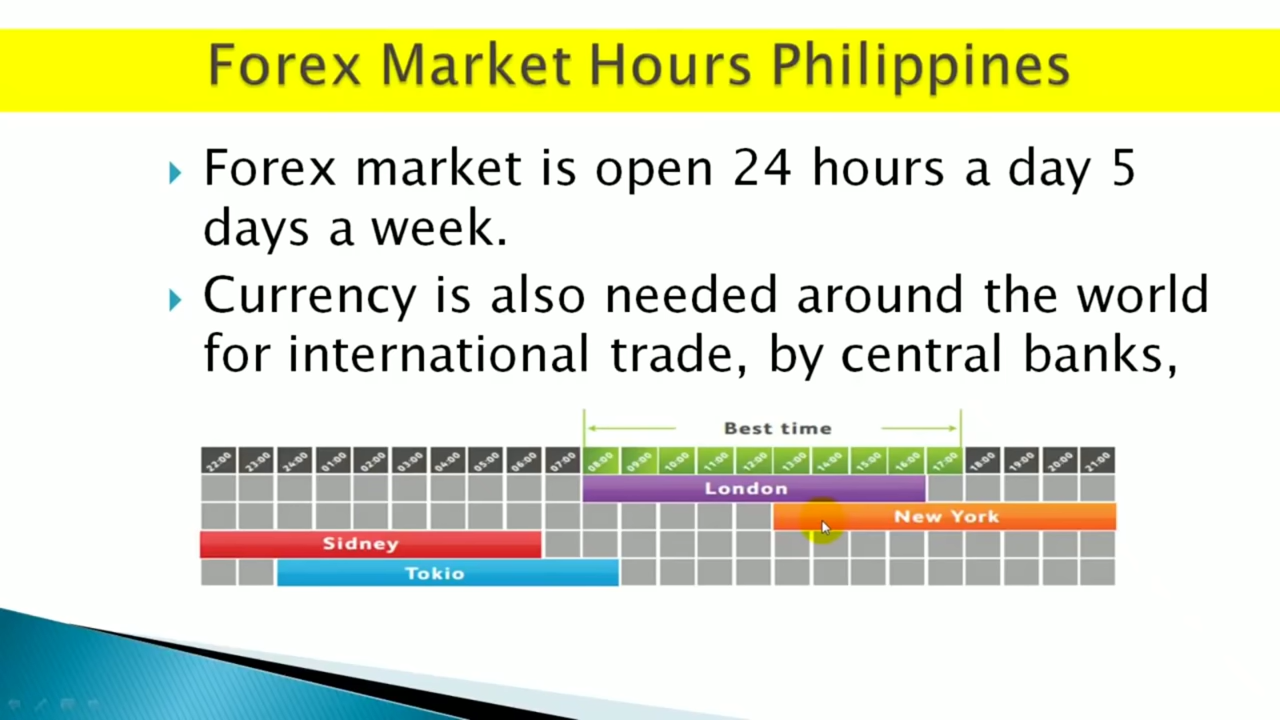 Forex Market Hours Philippines
Forex market is open 24 hours a day 5
days a week.
Currency is also needed around the world
for international trade, by central banks,
Best time
22:00 23:00 24:00 01:00 02:00 03:00 04:00 05:00 06:00 07:00 08:00 09:00 10:00 11:00 12:00 13:00 14:00 15:00 16:00 17:00 18:00 19:00 20:00 21:00
London
New York
Sidney
Tokio